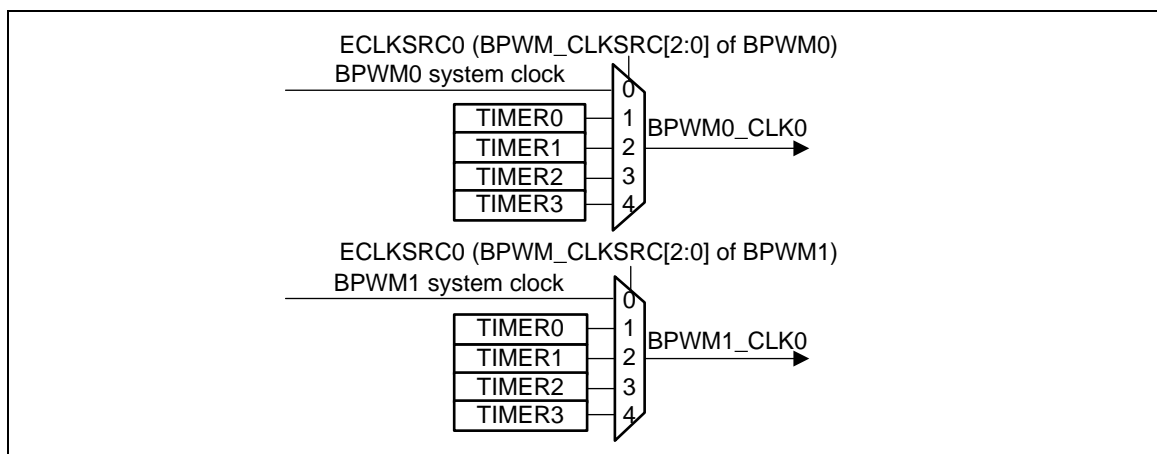 ECLKSRC0 (BPWM_CLKSRC[2:0] of BPWM0)
BPWM0 system clock
0
TIMER0 1 BPWM0_CLK0
TIMER1 2
TIMER2 3
TIMER3 4
ECLKSRC0 (BPWM_CLKSRC[2:0] of BPWM1)
BPWM1 system clock
0
TIMER0 1 BPWM1_CLK0
TIMER1 2
TIMER2 3
TIMER3 4